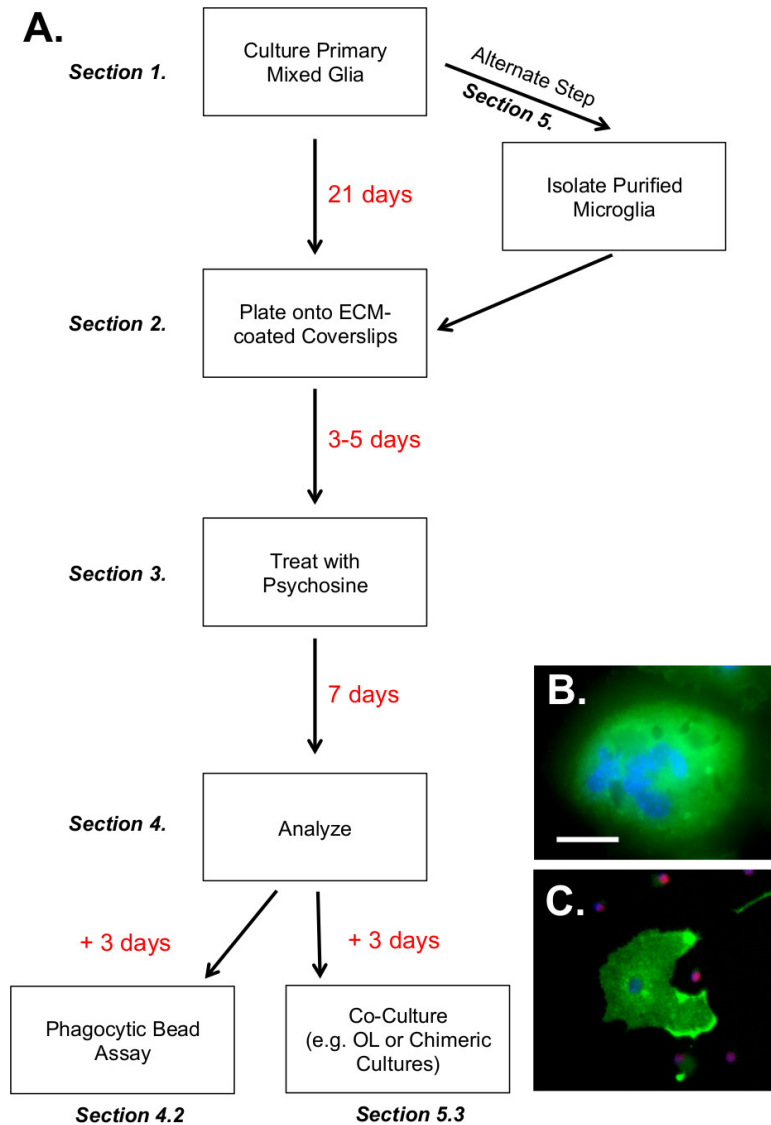 A.
Section 1.
Culture Primary
Mixed Glia
Alternate Step
Section 5.
Isolate Purified
Microglia
21 days
Section 2.
Plate onto ECM-
coated Coverslips
3-5 days
Section 3.
Treat with
Psychosine
7 days
B.
Section 4.
Analyze
C.
+ 3 days
+ 3 days
Phagocytic Bead
Assay
Co-Culture
(e.g. OL or Chimeric
Cultures)
Section 4.2
Section 5.3